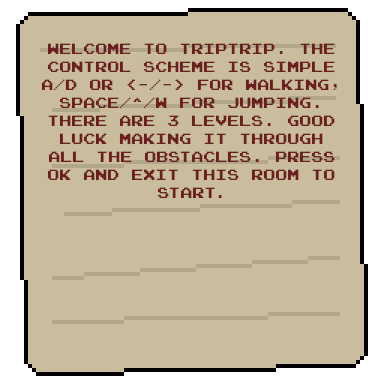 WELCOME TO TRIPTRIP. THE
CONTROL SCHEME IS SIMPLE
A/D OR <-/-> FOR WALKING,
SPACE/^/W FOR JUMPING.
THERE ARE 3 LEVELS. GOOD
LUCK MAKING IT THROUGH
ALL THE OBSTACLES. PRESS
OK AND EXIT THIS ROOM TO
START.